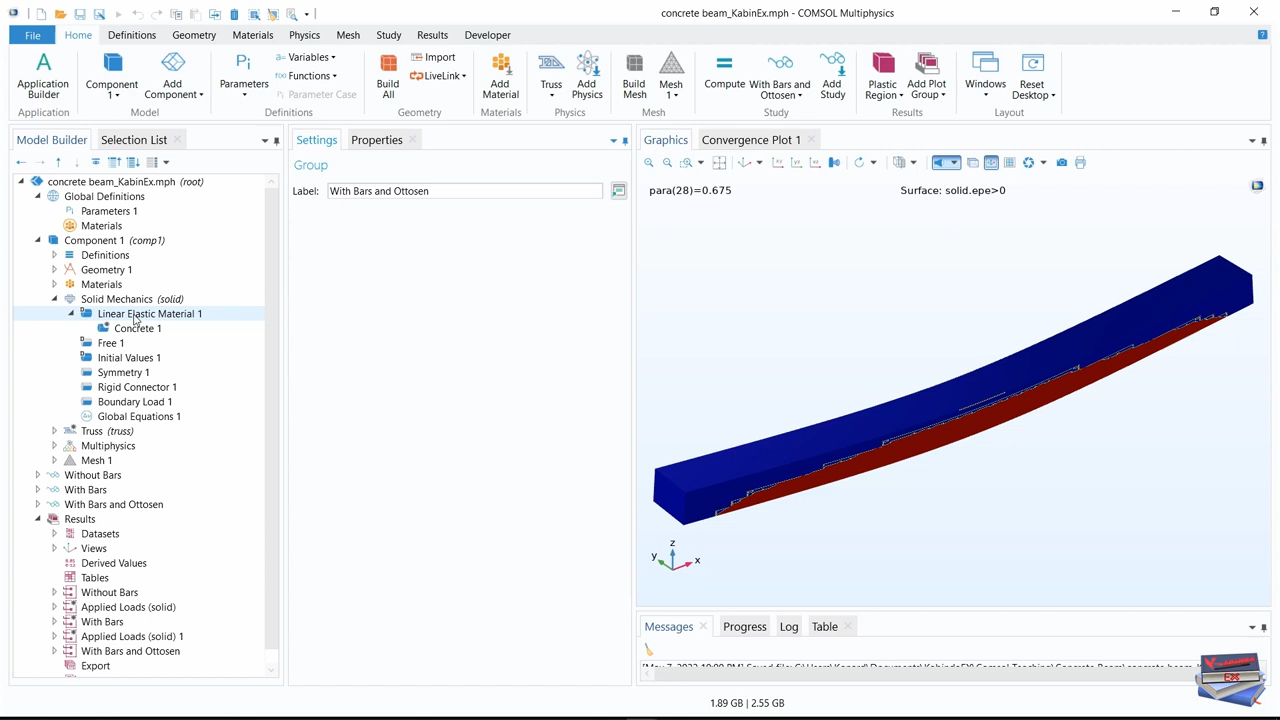 concrete beam_KabinEx.mph - COMSOL Multiphysics
File Home Definitions Geometry Materials Physics Mesh Study Results Developer
Application Builder
Component 1
Add Component
Parameters
a= Variables
f(x) Functions
Parameter Case
Build All
Import
LiveLink
Add Material
Truss
Add Physics
Build Mesh
Mesh 1
Compute
With Bars and Ottosen
Add Study
Plastic Region
Add Plot Group
Windows
Reset Desktop
Application Model Definitions Geometry Materials Physics Mesh Study Results Layout
Model Builder Selection List
concrete beam_KabinEx.mph (root)
Global Definitions
Parameters 1
Materials
Component 1 (comp1)
Definitions
Geometry 1
Materials
Solid Mechanics (solid)
Linear Elastic Material 1
Concrete 1
Free 1
Initial Values 1
Symmetry 1
Rigid Connector 1
Boundary Load 1
Global Equations 1
Truss (truss)
Multiphysics
Mesh 1
Without Bars
With Bars
With Bars and Ottosen
Results
Datasets
Views
Derived Values
Tables
Without Bars
Applied Loads (solid)
With Bars
Applied Loads (solid) 1
With Bars and Ottosen
Export
Settings Properties
Group
Label: With Bars and Ottosen
Graphics Convergence Plot 1
para(28)=0.675 Surface: solid.epe>0
z
y
x
Messages Progress Log Table
1.89 GB | 2.55 GB